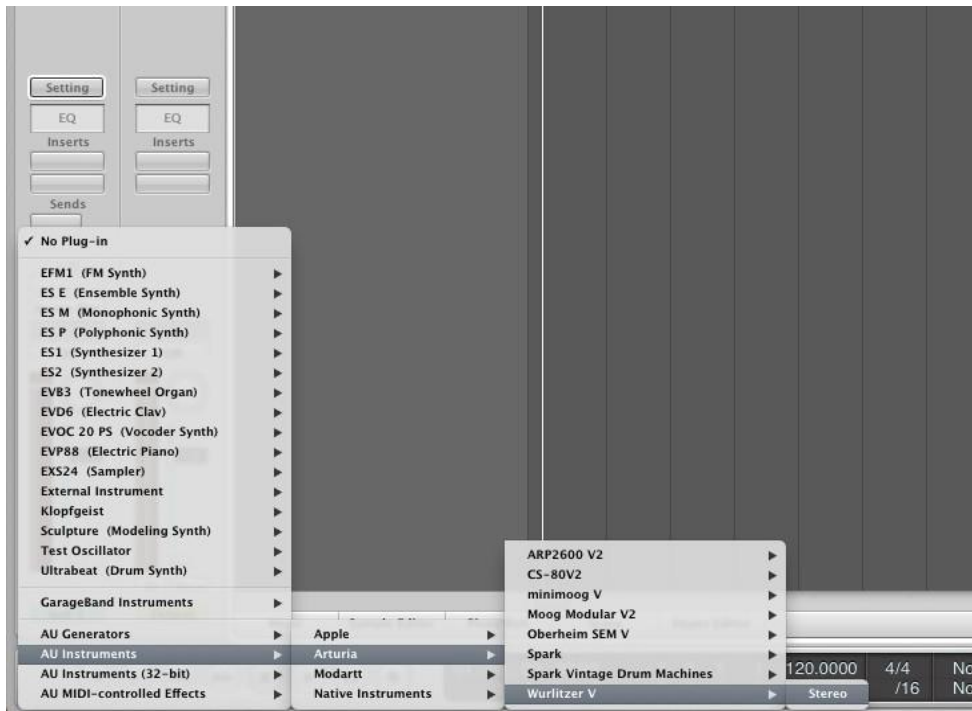 Setting Setting
EQ EQ
Inserts Inserts
Sends
✓ No Plug-in
EFM1 (FM Synth)
ES E (Ensemble Synth)
ES M (Monophonic Synth)
ES P (Polyphonic Synth)
ES1 (Synthesizer 1)
ES2 (Synthesizer 2)
EVB3 (Tonewheel Organ)
EVD6 (Electric Clav)
EVOC 20 PS (Vocoder Synth)
EVP88 (Electric Piano)
EXS24 (Sampler)
External Instrument
Klopfgeist
Sculpture (Modeling Synth)
Test Oscillator
Ultrabeat (Drum Synth)
GarageBand Instruments
AU Generators
AU Instruments
AU Instruments (32-bit)
AU MIDI-controlled Effects
Apple
Arturia
Modartt
Native Instruments
ARP2600 V2
CS-80V2
minimoog V
Moog Modular V2
Oberheim SEM V
Spark
Spark Vintage Drum Machines
Wurlitzer V
Stereo
120.0000 4/4 No
/16 No